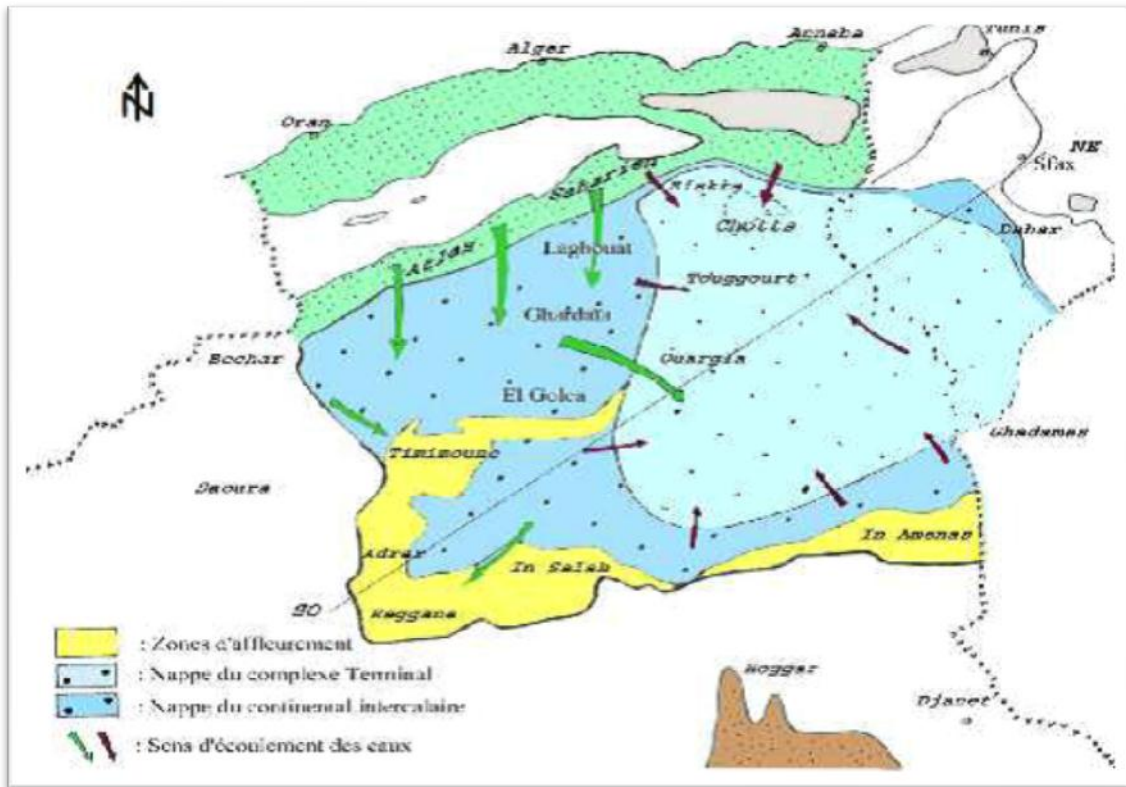 Alger
Annaba
Tunis
N
Oran
NE
Sfax
Saharien
Biskra
Chotts
Dahar
Atlas
Laghouat
Touggourt
Ghardaïa
Bechar
Ouargla
El Golea
Ghadames
Timimoune
Saoura
In Amenas
Adrar
In Salah
SO
Reggane
: Zones d'affleurement
: Nappe du complexe Terminal
: Nappe du continental intercalaire
: Sens d'écoulement des eaux
Hoggar
Djanet